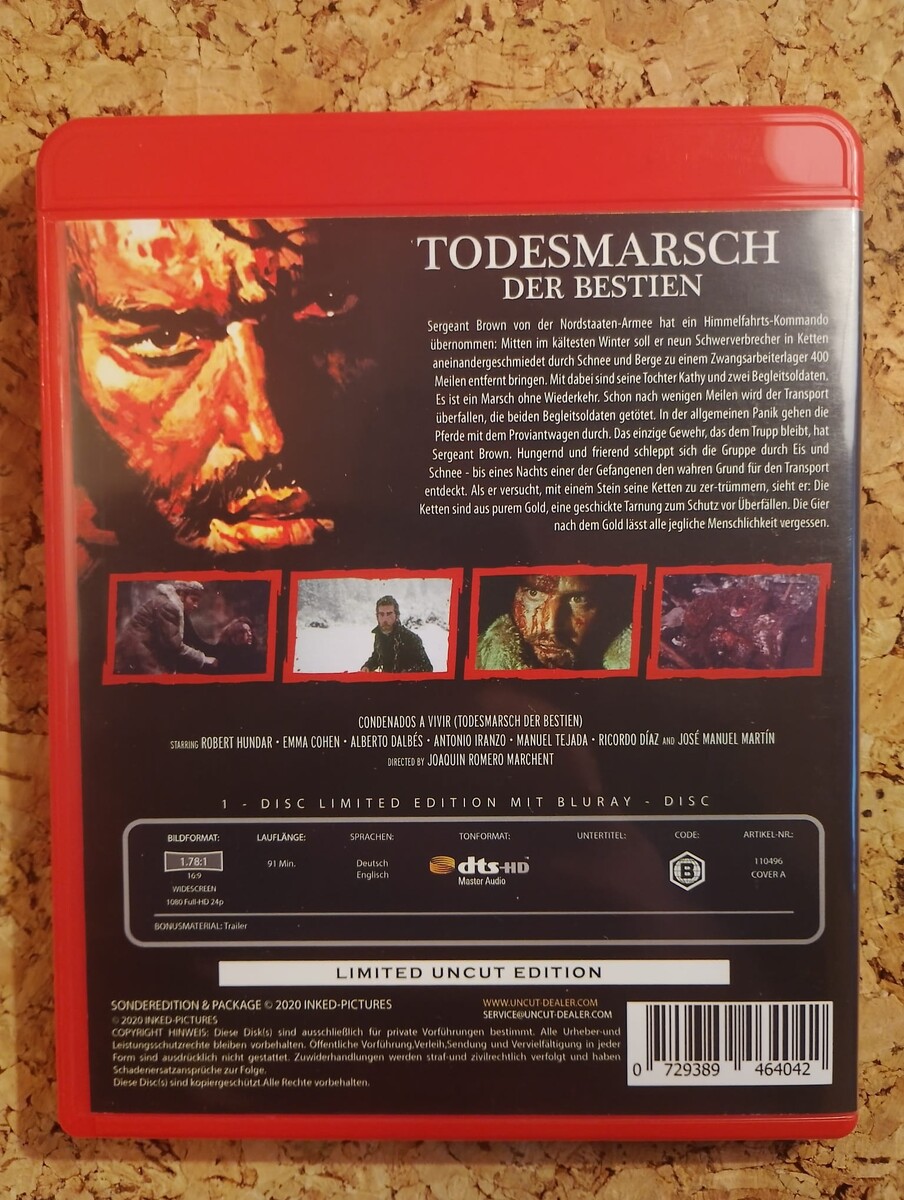 TODESMARSCH
DER BESTIEN
Sergeant Brown von der Nordstaaten-Armee hat ein Himmelfahrts-Kommando
übernommen: Mitten im kältesten Winter soll er neun Schwerverbrecher in Ketten
aneinandergeschmiedet durch Schnee und Berge zu einem Zwangsarbeiterlager 400
Meilen entfernt bringen. Mit dabei sind seine Tochter Kathy und zwei Begleitsoldaten.
Es ist ein Marsch ohne Wiederkehr. Schon nach wenigen Meilen wird der Transport
überfallen, die beiden Begleitsoldaten getötet. In der allgemeinen Panik gehen die
Pferde mit dem Proviantwagen durch. Das einzige Gewehr, das dem Trupp bleibt, hat
Sergeant Brown. Hungernd und frierend schleppt sich die Gruppe durch Eis und
Schnee - bis eines Nachts einer der Gefangenen den wahren Grund für den Transport
entdeckt. Als er versucht, mit einem Stein seine Ketten zu zer-trümmern, sieht er: Die
Ketten sind aus purem Gold, eine geschickte Tarnung zum Schutz vor Überfällen. Die Gier
nach dem Gold lässt alle jegliche Menschlichkeit vergessen.
CONDENADOS A VIVIR (TODESMARSCH DER BESTIEN)
STARRING ROBERT HUNDAR • EMMA COHEN • ALBERTO DALBÉS • ANTONIO IRANZO • MANUEL TEJADA • RICORDO DÍAZ AND JOSÉ MANUEL MARTÍN
DIRECTED BY JOAQUIN ROMERO MARCHENT
1 - DISC LIMITED EDITION MIT BLURAY - DISC
BILDFORMAT: LAUFLÄNGE: SPRACHEN: TONFORMAT: UNTERTITEL: CODE: ARTIKEL-NR.:
1.78:1 91 Min. Deutsch dts-HD B 110496
16:9 Englisch Master Audio COVER A
WIDESCREEN
1080 Full-HD 24p
BONUSMATERIAL: Trailer
LIMITED UNCUT EDITION
SONDEREDITION & PACKAGE © 2020 INKED-PICTURES
© 2020 INKED-PICTURES
WWW.UNCUT-DEALER.COM
SERVICE@UNCUT-DEALER.COM
COPYRIGHT HINWEIS: Diese Disk(s) sind ausschließlich für private Vorführungen bestimmt. Alle Urheber-und
Leistungsschutzrechte bleiben vorbehalten. Öffentliche Vorführung,Verleih,Sendung und Vervielfältigung in jeder
Form sind ausdrücklich nicht gestattet. Zuwiderhandlungen werden straf-und zivilrechtlich verfolgt und haben
Schadenersatzansprüche zur Folge.
Diese Disc(s) sind kopiergeschützt.Alle Rechte vorbehalten.
0 729389 464042